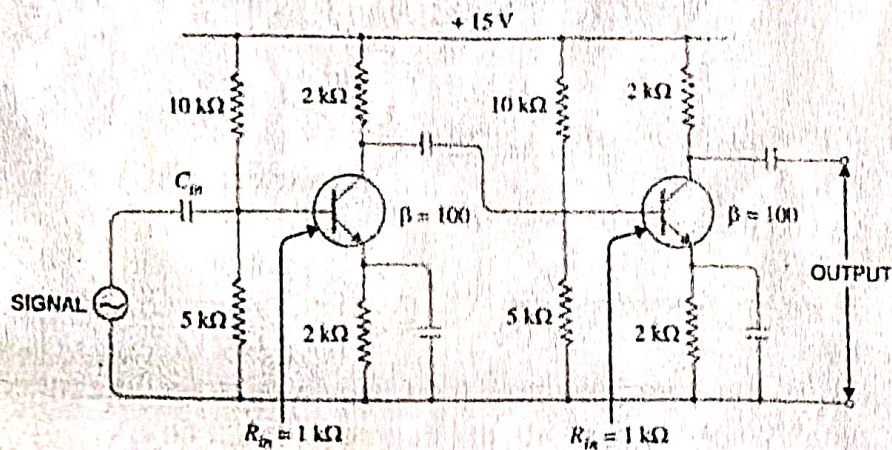 + 15 V
10 kΩ
2 kΩ
10 kΩ
2 kΩ
C_in
β = 100
β = 100
OUTPUT
SIGNAL
5 kΩ
2 kΩ
5 kΩ
2 kΩ
R_in = 1 kΩ
R_in = 1 kΩ